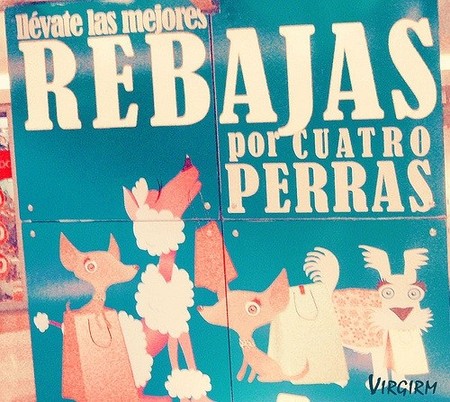 llévate las mejores
REBAJAS
por CUATRO
PERRAS
VIRGIRM